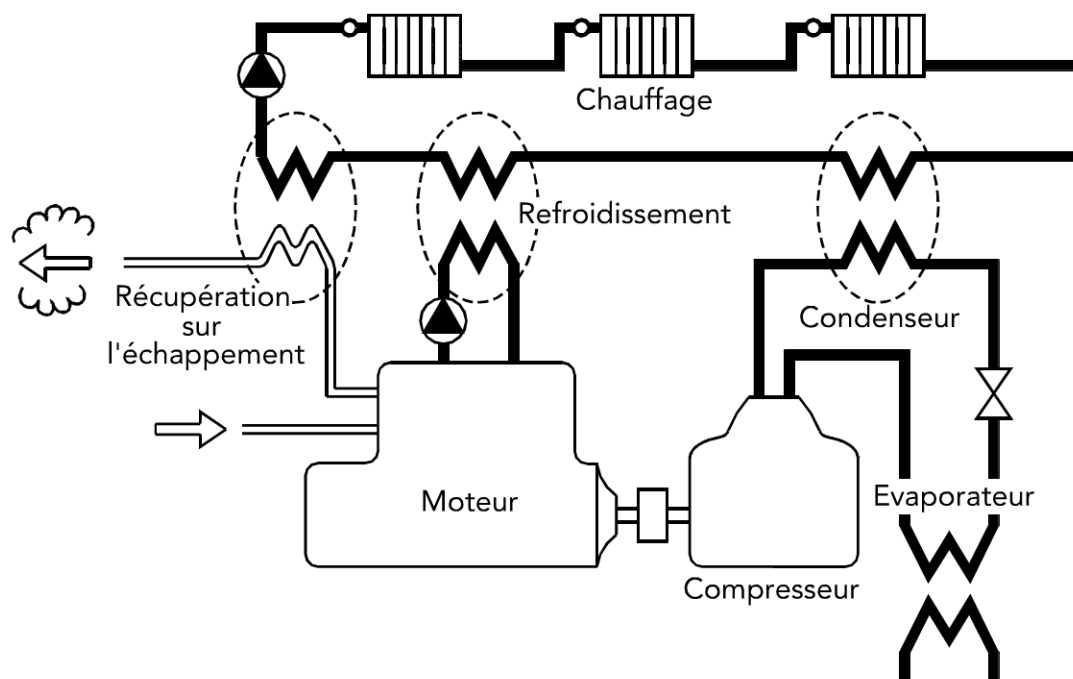 Chauffage
Refroidissement
Récupération
sur
l'échappement
Condenseur
Moteur
Evaporateur
Compresseur